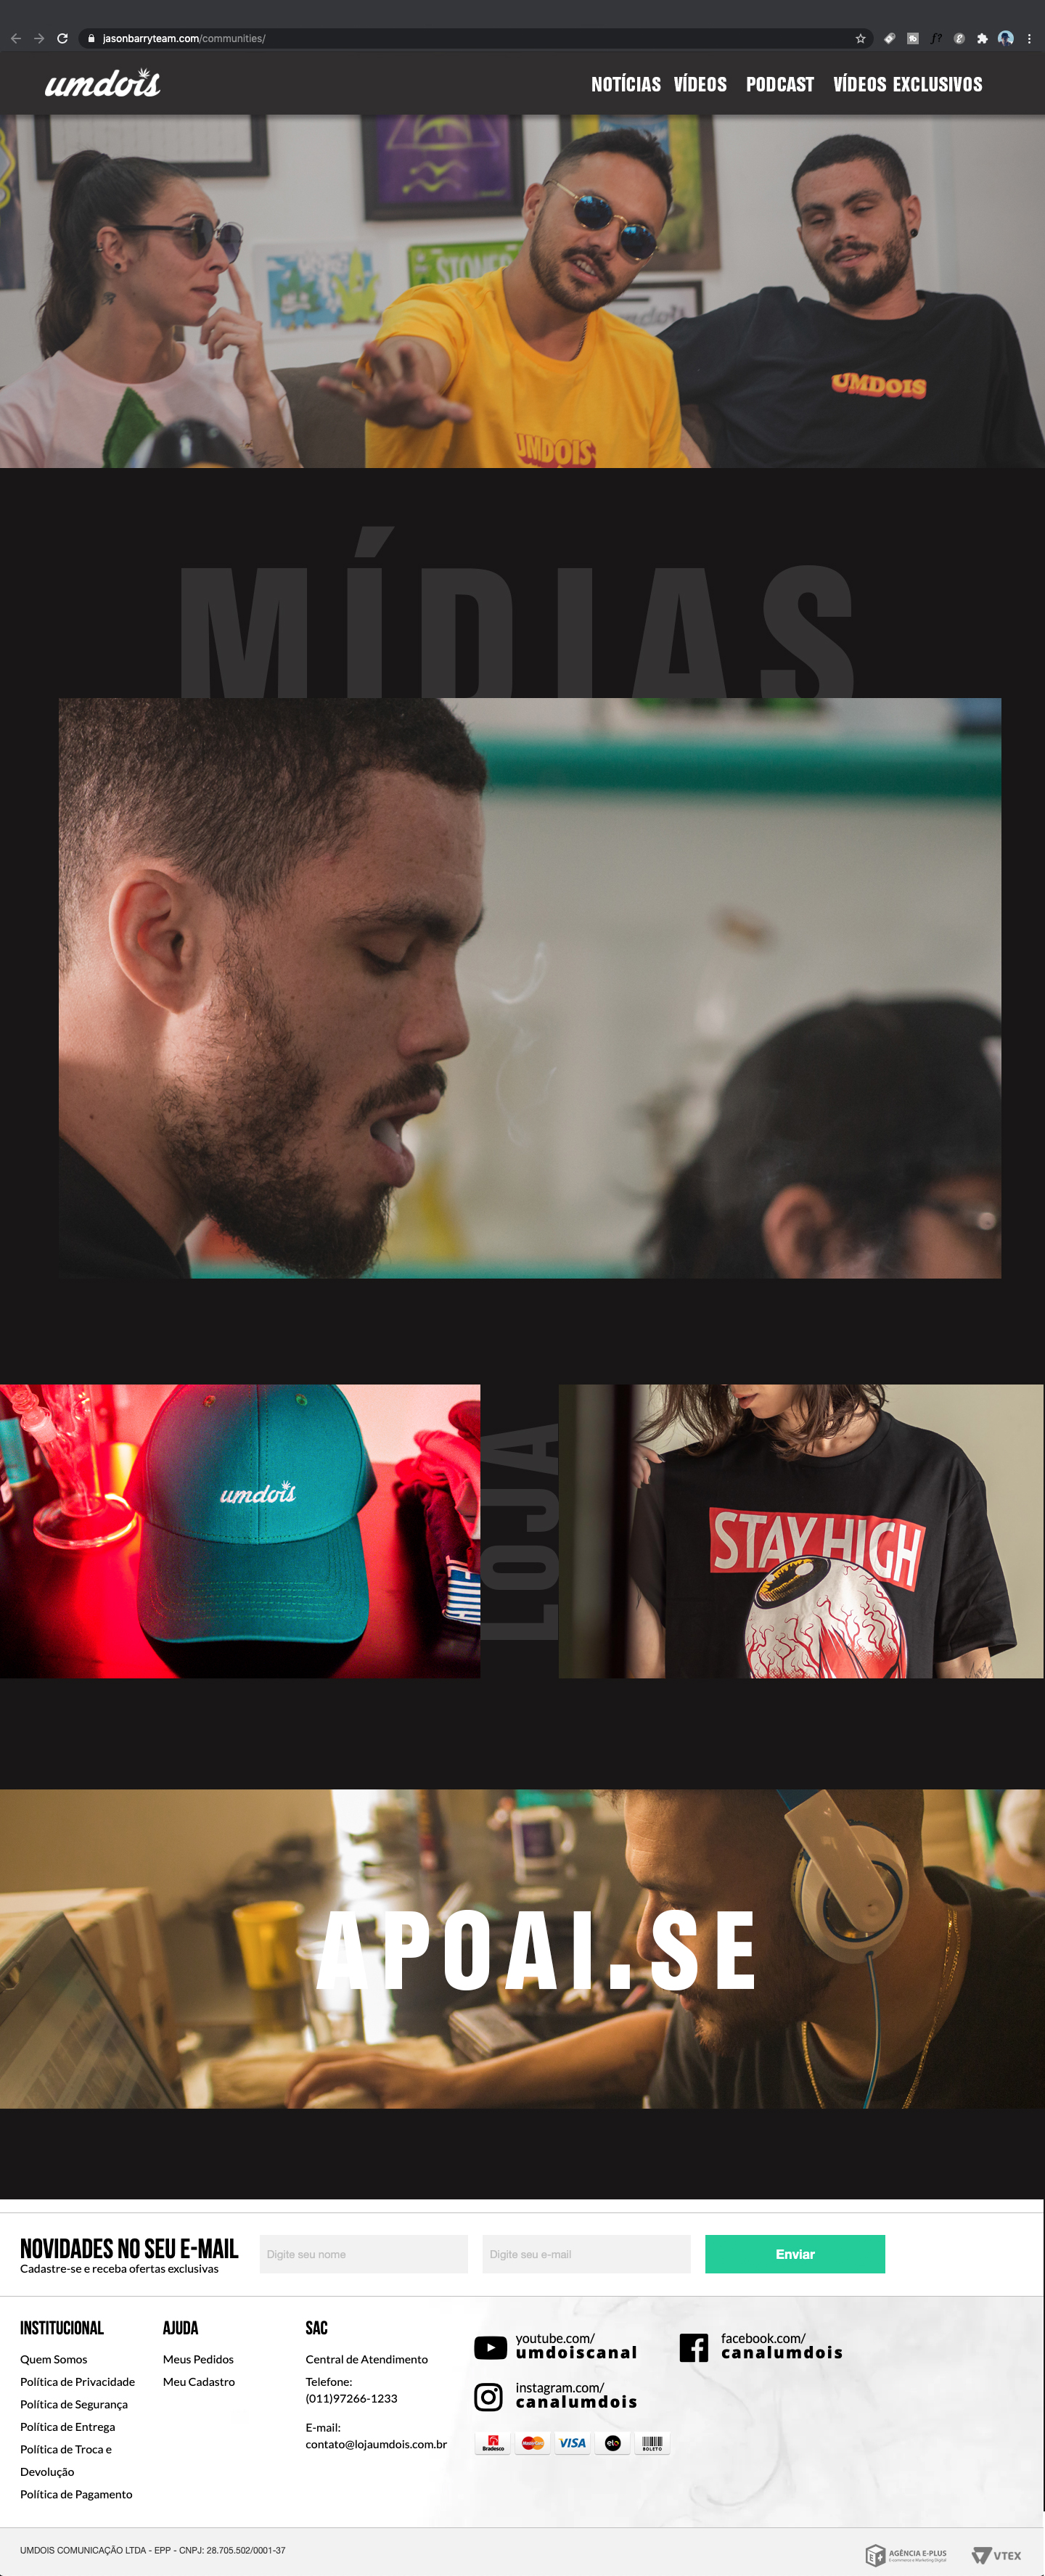 jasonbarryteam.com/communities/
umdois
NOTÍCIAS VÍDEOS PODCAST VÍDEOS EXCLUSIVOS
STONER
UMDOIS
UMDOIS
MÍDIAS
umdois
LOJA
STAY HIGH
APOAI.SE
NOVIDADES NO SEU E-MAIL
Cadastre-se e receba ofertas exclusivas
Digite seu nome
Digite seu e-mail
Enviar
INSTITUCIONAL
Quem Somos
Política de Privacidade
Política de Segurança
Política de Entrega
Política de Troca e
Devolução
Política de Pagamento
AJUDA
Meus Pedidos
Meu Cadastro
SAC
Central de Atendimento
Telefone:
(011)97266-1233
E-mail:
contato@lojaumdois.com.br
youtube.com/
umdoiscanal
facebook.com/
canalumdois
instagram.com/
canalumdois
Bradesco MasterCard VISA elo BOLETO
UMDOIS COMUNICAÇÃO LTDA - EPP - CNPJ: 28.705.502/0001-37
AGÊNCIA E-PLUS
E-commerce e Marketing Digital
VTEX